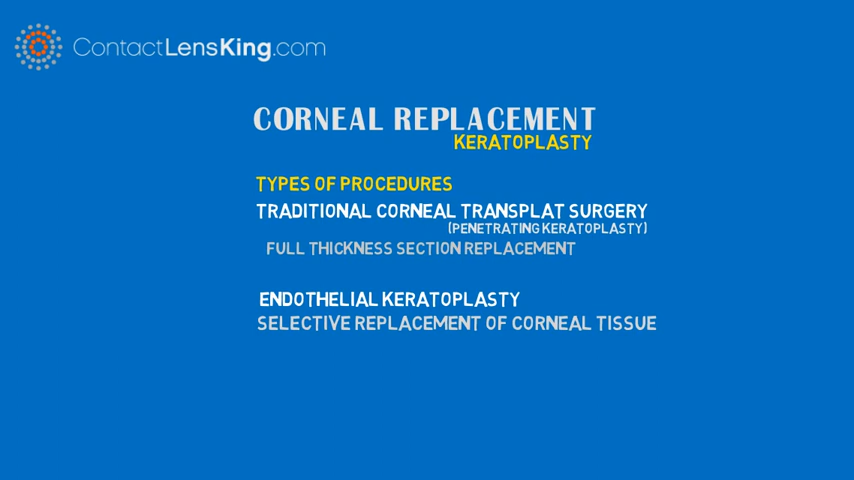 ContactLensKing.com
CORNEAL REPLACEMENT
KERATOPLASTY
TYPES OF PROCEDURES
TRADITIONAL CORNEAL TRANSPLAT SURGERY
(PENETRATING KERATOPLASTY)
FULL THICKNESS SECTION REPLACEMENT
ENDOTHELIAL KERATOPLASTY
SELECTIVE REPLACEMENT OF CORNEAL TISSUE